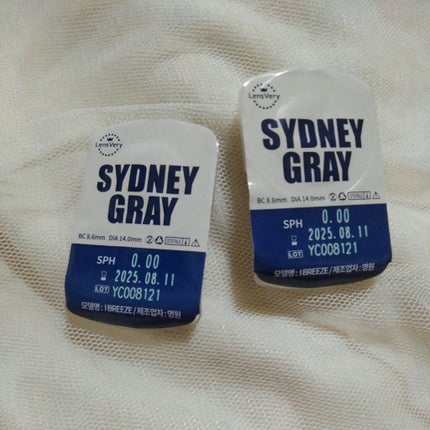 LensVery
SYDNEY
GRAY
BC 8.6mm DIA 14.0mm
SPH 0.00
2025.08.11
LOT YC008121
모델명 : I BREEZE / 제조업자 : 영원
LensVery
SYDNEY
GRAY
BC 8.6mm DIA 14.0mm
SPH 0.00
2025.08.11
LOT YC008121
모델명 : I BREEZE / 제조업자 : 영원